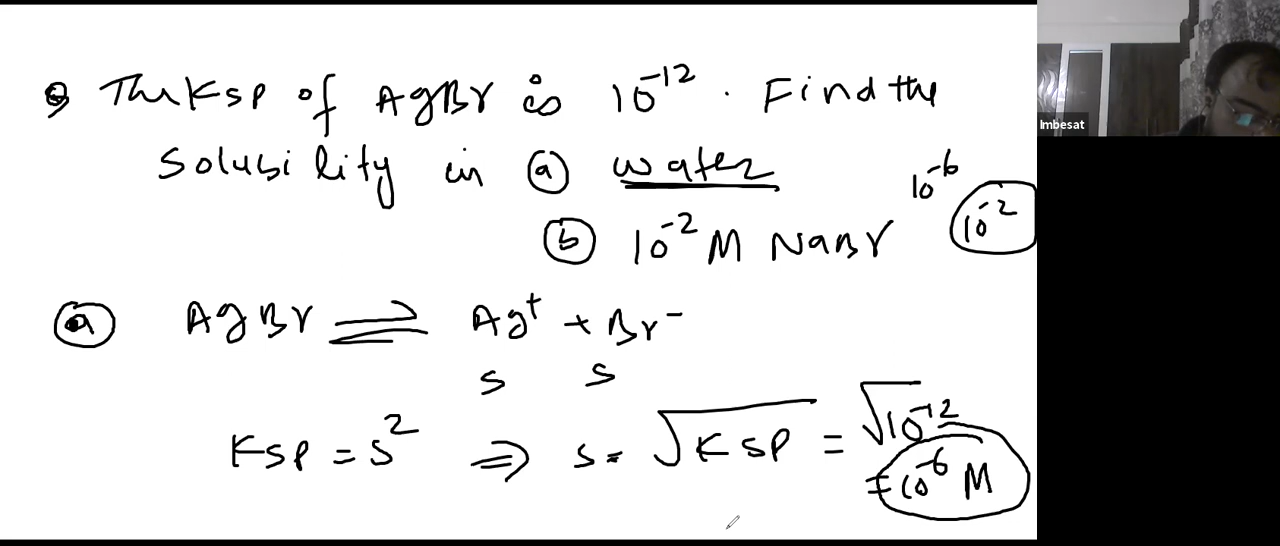 Q The Ksp of AgBr is 10⁻¹² . Find the
Solubility in ⓐ water
10⁻⁶
ⓑ 10⁻² M NaBr
10⁻²
ⓐ AgBr ⇌ Ag⁺ + Br⁻
s s
Ksp = s² ⇒ s = √Ksp = √10⁻¹²
= 10⁻⁶ M
Imbesat